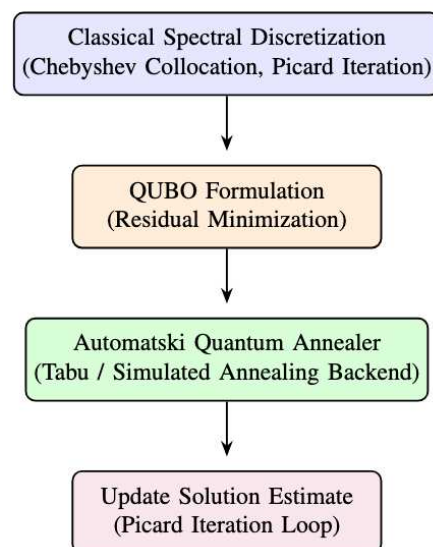 Classical Spectral Discretization
(Chebyshev Collocation, Picard Iteration)
QUBO Formulation
(Residual Minimization)
Automatski Quantum Annealer
(Tabu / Simulated Annealing Backend)
Update Solution Estimate
(Picard Iteration Loop)